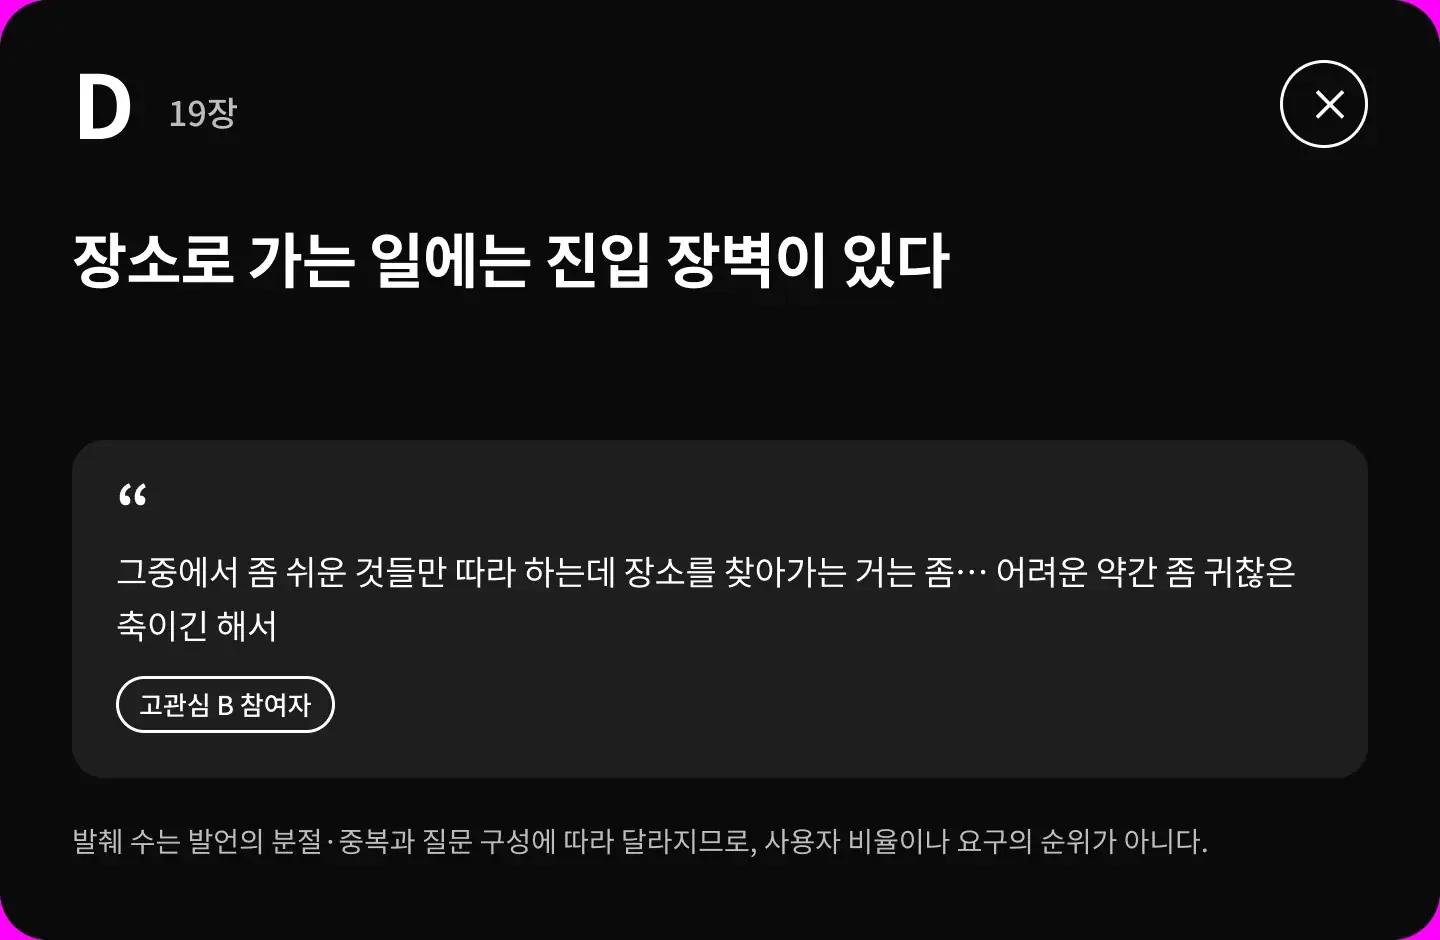 D 19장
장소로 가는 일에는 진입 장벽이 있다
“
그중에서 좀 쉬운 것들만 따라 하는데 장소를 찾아가는 거는 좀… 어려운 약간 좀 귀찮은
축이긴 해서
고관심 B 참여자
발췌 수는 발언의 분절·중복과 질문 구성에 따라 달라지므로, 사용자 비율이나 요구의 순위가 아니다.